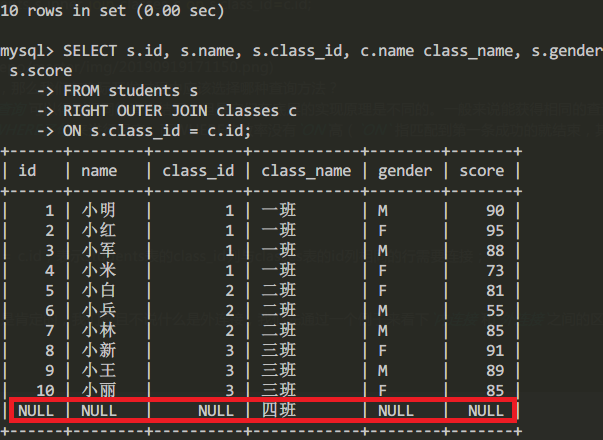 10 rows in set (0.00 sec)
mysql> SELECT s.id, s.name, s.class_id, c.name class_name, s.gender
s.score
-> FROM students s
-> RIGHT OUTER JOIN classes c
-> ON s.class_id = c.id;
+------+--------+----------+------------+--------+-------+
| id | name | class_id | class_name | gender | score |
+------+--------+----------+------------+--------+-------+
| 1 | 小明 | 1 | 一班 | M | 90 |
| 2 | 小红 | 1 | 一班 | F | 95 |
| 3 | 小军 | 1 | 一班 | M | 88 |
| 4 | 小米 | 1 | 一班 | F | 73 |
| 5 | 小白 | 2 | 二班 | F | 81 |
| 6 | 小兵 | 2 | 二班 | M | 55 |
| 7 | 小林 | 2 | 二班 | M | 85 |
| 8 | 小新 | 3 | 三班 | F | 91 |
| 9 | 小王 | 3 | 三班 | M | 89 |
| 10 | 小丽 | 3 | 三班 | F | 85 |
| NULL | NULL | NULL | 四班 | NULL | NULL |
+------+--------+----------+------------+--------+-------+